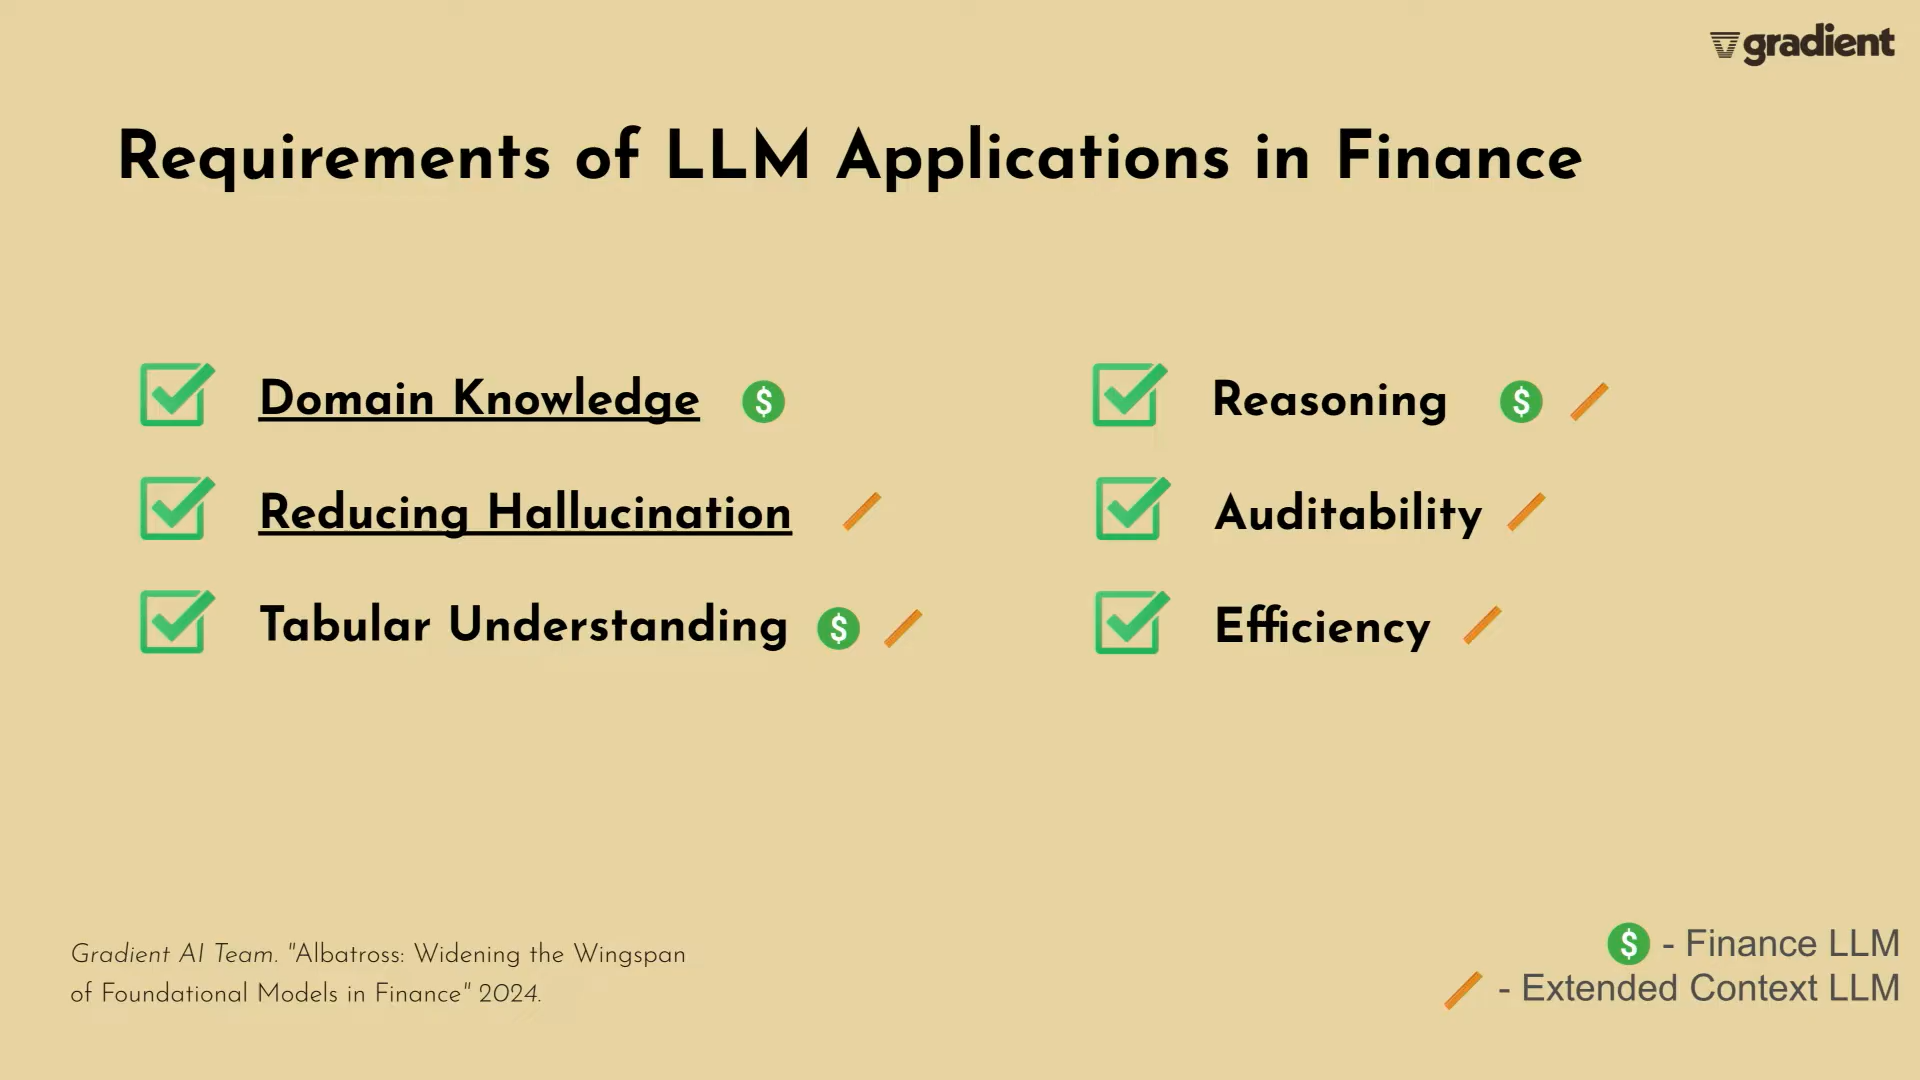 gradient
Requirements of LLM Applications in Finance
Domain Knowledge
Reducing Hallucination
Tabular Understanding
Reasoning
Auditability
Efficiency
Gradient AI Team. "Albatross: Widening the Wingspan
of Foundational Models in Finance" 2024.
$ - Finance LLM
- Extended Context LLM